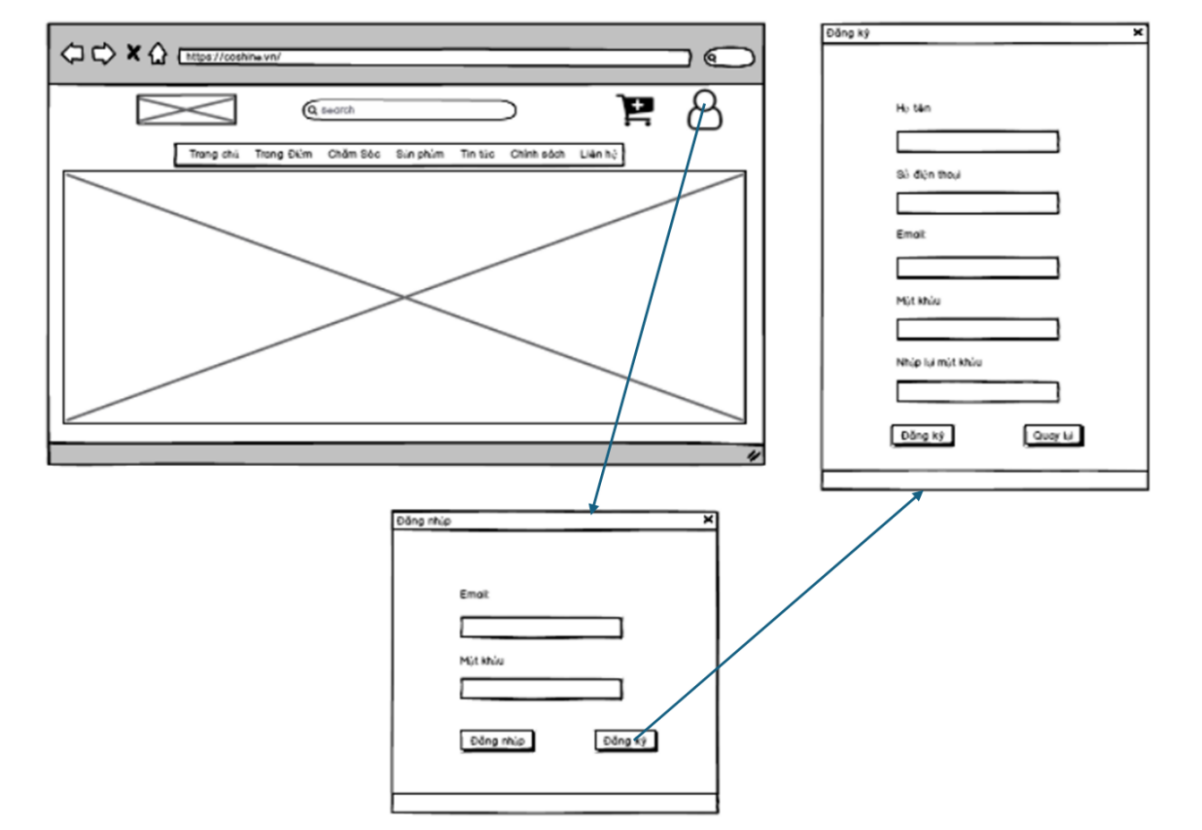 https://coshine.vn/
search
Trang chủ Trang Điểm Chăm Sóc Sản phẩm Tin tức Chính sách Liên hệ
Đăng ký
Họ tên
Số điện thoại
Email
Mật khẩu
Nhập lại mật khẩu
Đăng ký Quay lại
Đăng nhập
Email
Mật khẩu
Đăng nhập Đăng ký